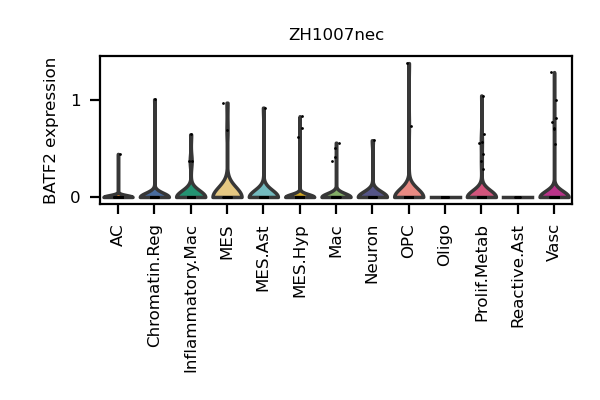 ZH1007nec
BATF2 expression
1
0
AC
Chromatin.Reg
Inflammatory.Mac
MES
MES.Ast
MES.Hyp
Mac
Neuron
OPC
Oligo
Prolif.Metab
Reactive.Ast
Vasc